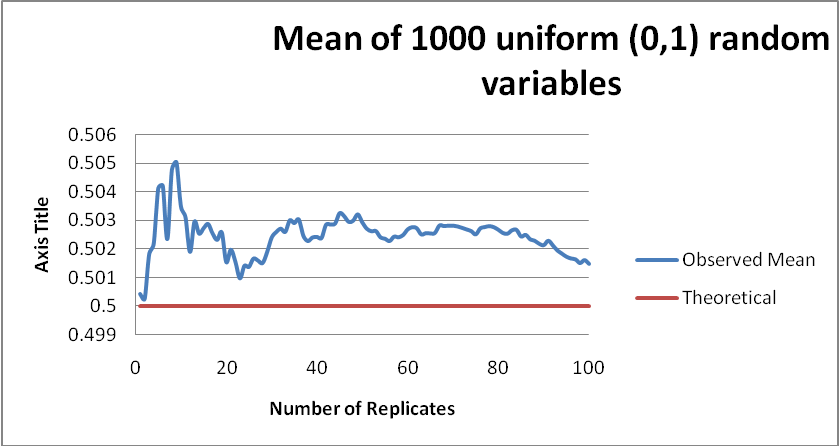 Mean of 1000 uniform (0,1) random
variables
0.506
0.505
0.504
0.503
0.502
0.501
0.5
0.499
Axis Title
0 20 40 60 80 100
Number of Replicates
Observed Mean
Theoretical